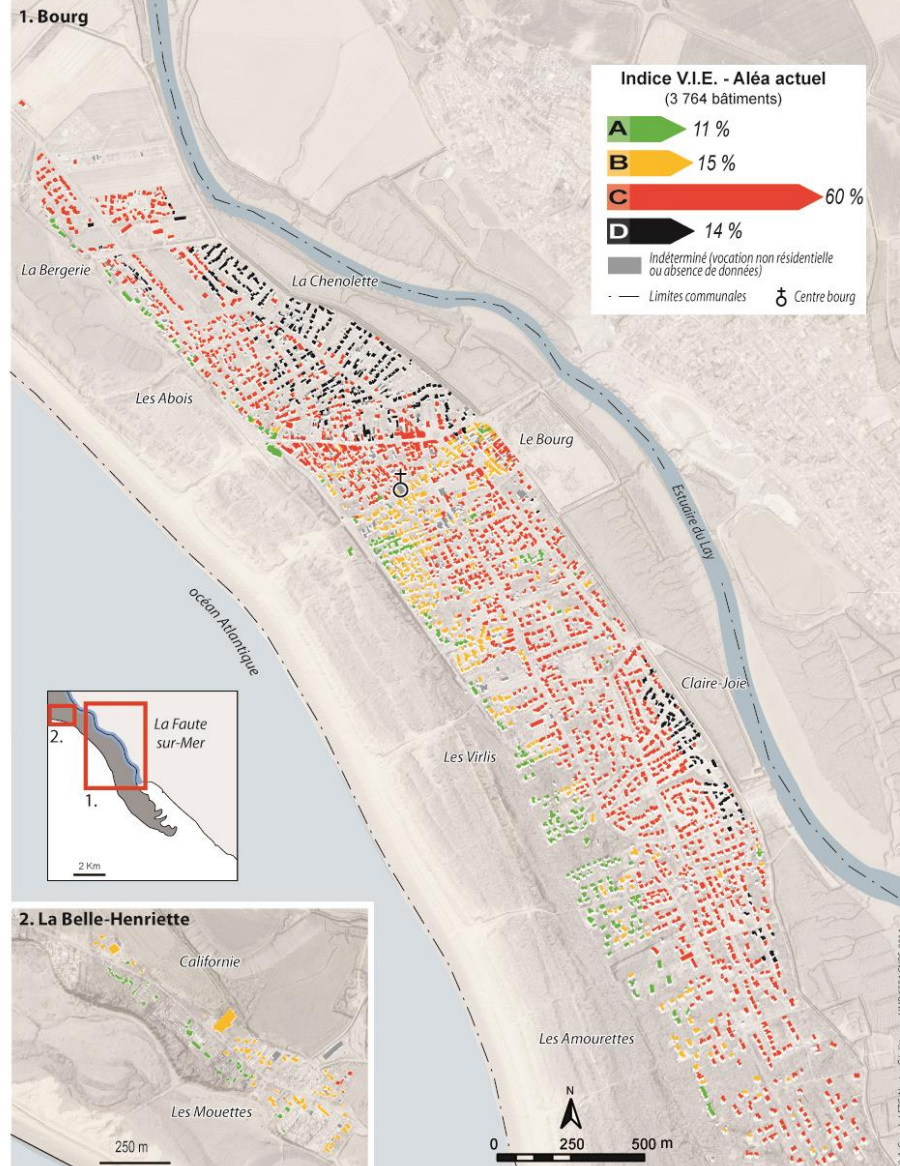 1. Bourg
Indice V.I.E. - Aléa actuel
(3 764 bâtiments)
A 11 %
B 15 %
C 60 %
D 14 %
Indéterminé (vocation non résidentielle
ou absence de données)
Limites communales
Centre bourg
La Bergerie
La Chenolette
Les Abois
Le Bourg
Estuaire du Lay
océan Atlantique
Claire-Joie
La Faute
sur-Mer
2.
1.
2 Km
Les Virlis
2. La Belle-Henriette
Californie
Les Mouettes
250 m
Les Amourettes
N
0 250 500 m